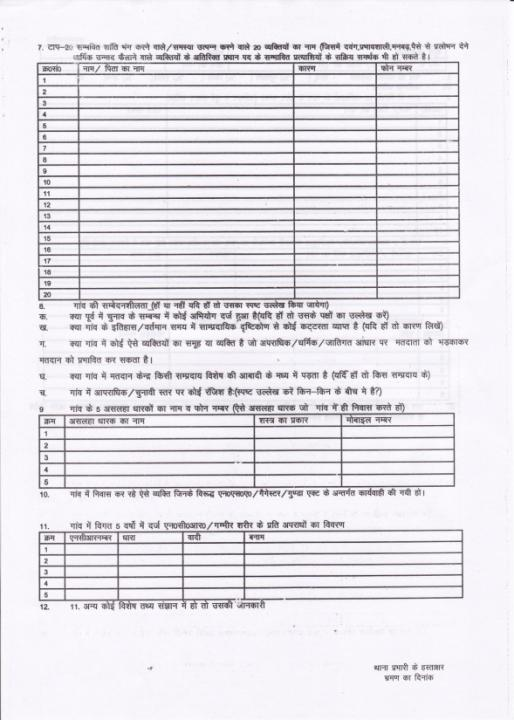 7. टाप-20 सम्भवित शांति भंग करने वाले/समस्या उत्पन्न करने वाले 20 व्यक्तियों का नाम (जिसमें दवंग,प्रभावशाली,मनबढ़,पैसे से प्रलोभन देने
धार्मिक उन्माद फैलाने वाले व्यक्तियों के अतिरिक्त प्रधान पद के सम्भावित प्रत्याशियों के सक्रिय समर्थक भी हो सकते है।
क्र०सं० नाम/ पिता का नाम कारण फोन नम्बर
1
2
3
4
5
6
7
8
9
10
11
12
13
14
15
16
17
18
19
20
8. गांव की सम्बेदनशीलता (हॉ या नहीं यदि हॉ तो उसका स्पष्ट उल्लेख किया जायेगा)
क. क्या पूर्व में चुनाव के सम्बन्ध में कोई अभियोग दर्ज हुआ है(यदि हॉ तो उसके पक्षों का उल्लेख करें)
ख. क्या गांव के इतिहास/वर्तमान समय में साम्प्रदायिक दृष्टिकोण से कोई कट्टरता व्याप्त है (यदि हॉ तो कारण लिखें)
ग. क्या गांव में कोई ऐसे व्यक्तियों का समुह या व्यक्ति है जो अपराधिक/धर्मिक/जातिगत आधार पर मतदाता को भड़काकर
मतदान को प्रभावित कर सकता है।
घ. क्या गांव में मतदान केन्द्र किसी सम्प्रदाय विशेष की आबादी के मध्य में पड़ता है (यदि हॉ तो किस सम्प्रदाय के)
च. गांव में आपराधिक/चुनावी स्तर पर कोई रंजिश हैः(स्पष्ट उल्लेख करें किन-किन के बीच मे है?)
9 गांव के 5 असलहा धारकों का नाम व फोन नम्बर (ऐसे असलहा धारक जो गांव में ही निवास करते हों)
क्रम असलहा धारक का नाम शस्त्र का प्रकार मोबाइल नम्बर
1
2
3
4
5
10. गांव में निवास कर रहे ऐसे व्यक्ति जिनके विरूद्ध एन०एस०ए०/गैगेस्टर/गुण्डा एक्ट के अन्तर्गत कार्यवाही की गयी हो।
11. गांव में विगत 5 वर्षो में दर्ज एन०सी०आर०/गम्भीर शरीर के प्रति अपराधों का विवरण
क्रम एनसीआरनम्बर धारा वादी बनाम
1
2
3
4
5
12. 11. अन्य कोई विशेष तथ्य संज्ञान में हो तो उसकी जानकारी
थाना प्रभारी के हस्ताक्षर
भ्रमण का दिनांक